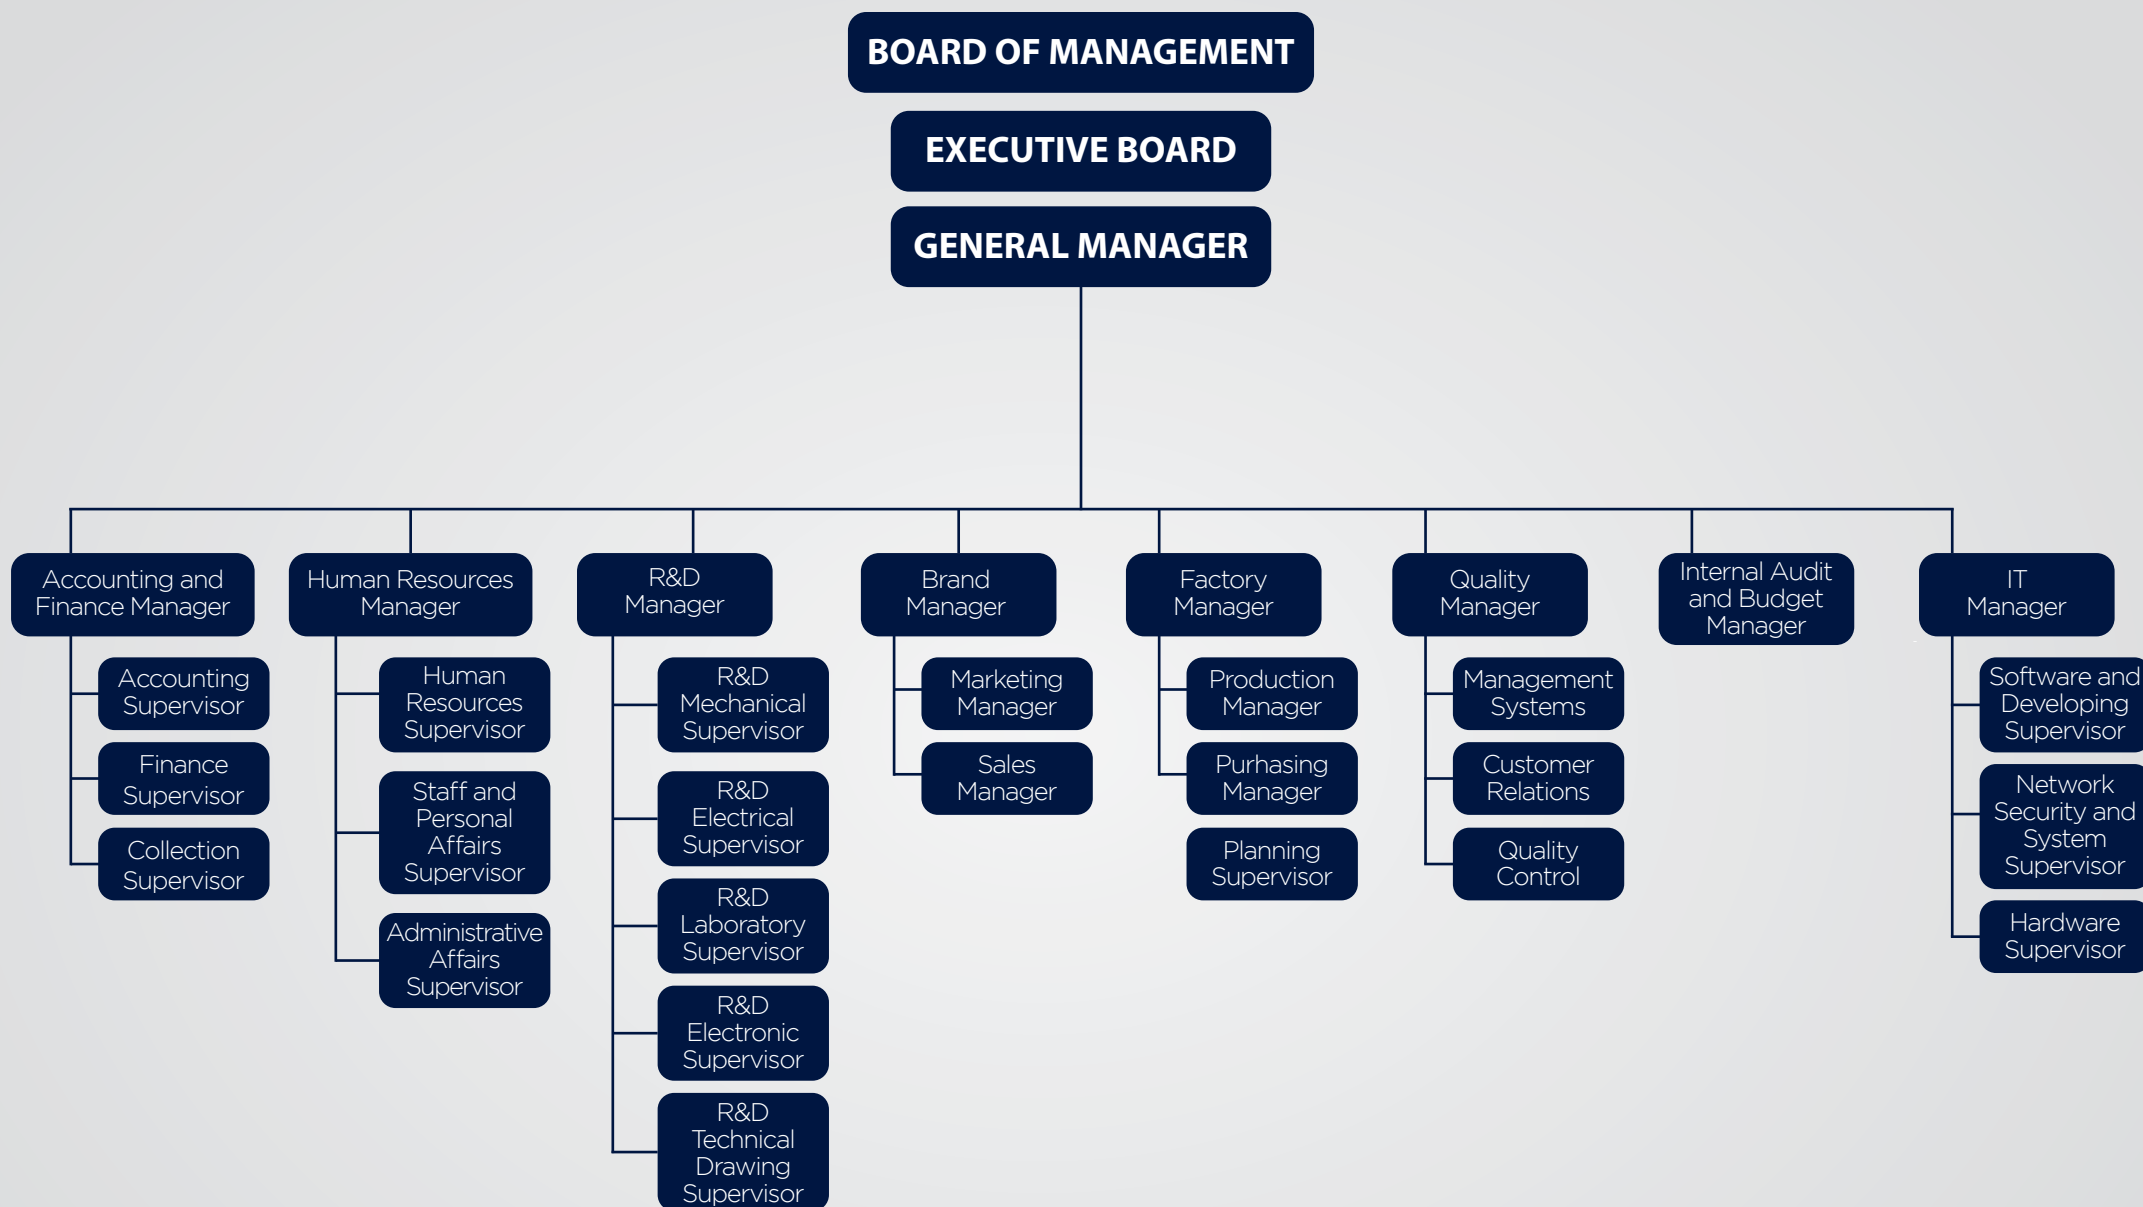 BOARD OF MANAGEMENT
EXECUTIVE BOARD
GENERAL MANAGER
Accounting and
Finance Manager
Accounting
Supervisor
Finance
Supervisor
Collection
Supervisor
Human Resources
Manager
Human
Resources
Supervisor
Staff and
Personal
Affairs
Supervisor
Administrative
Affairs
Supervisor
R&D
Manager
R&D
Mechanical
Supervisor
R&D
Electrical
Supervisor
R&D
Laboratory
Supervisor
R&D
Electronic
Supervisor
R&D
Technical
Drawing
Supervisor
Brand
Manager
Marketing
Manager
Sales
Manager
Factory
Manager
Production
Manager
Purhasing
Manager
Planning
Supervisor
Quality
Manager
Management
Systems
Customer
Relations
Quality
Control
Internal Audit
and Budget
Manager
IT
Manager
Software and
Developing
Supervisor
Network
Security and
System
Supervisor
Hardware
Supervisor